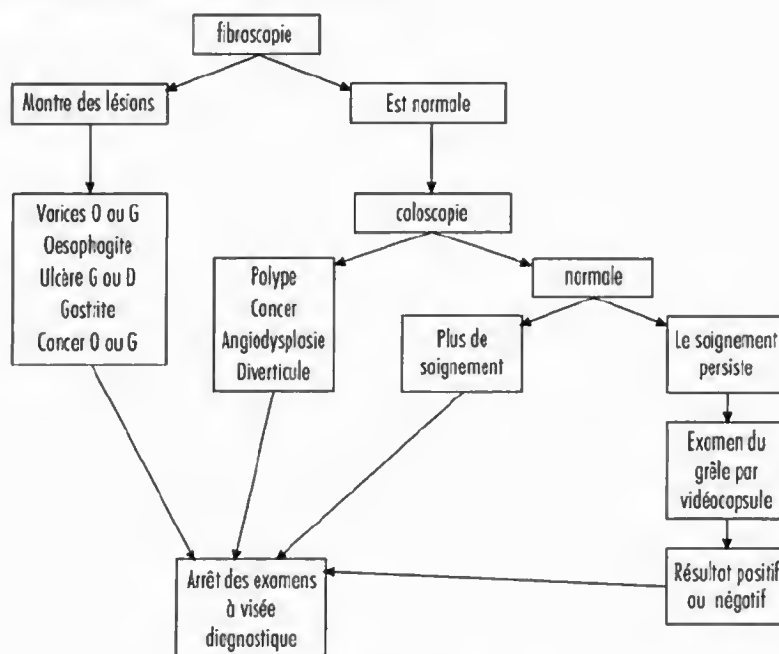 fibroscopie
Montre des lésions
Est normale
Varices O ou G
Oesophagite
Ulcère G ou D
Gastrite
Cancer O ou G
coloscopie
Polype
Cancer
Angiodysplosie
Diverticule
normale
Plus de
saignement
Le saignement
persiste
Examen du
grêle par
vidéocapsule
Résultat positif
ou négatif
Arrêt des examens
à visée
diagnostique